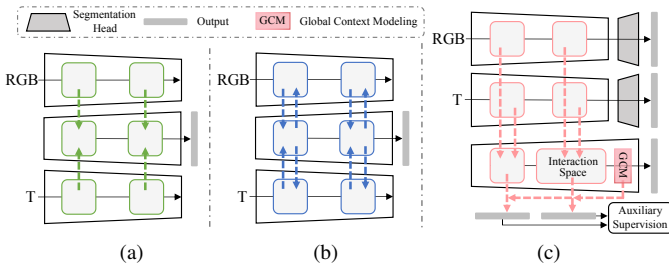 Segmentation
Head
Output
GCM
Global Context Modeling
RGB
T
(a)
RGB
T
(b)
RGB
T
Interaction
Space
GCM
Auxiliary
Supervision
(c)